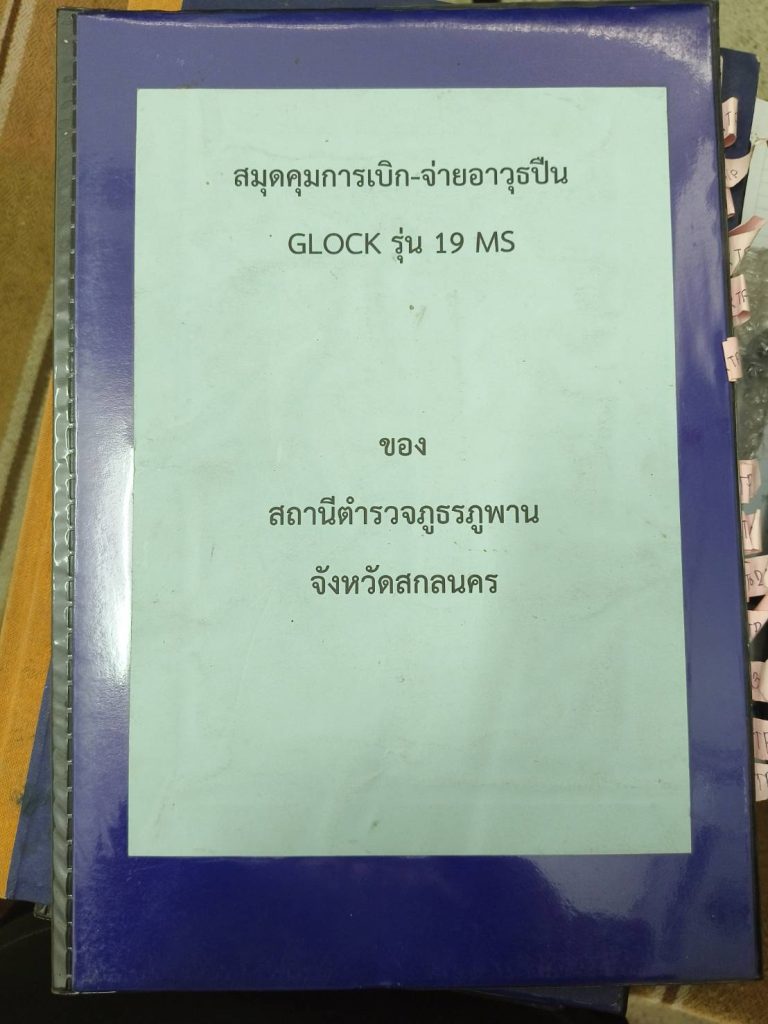 สมุดคุมการเบิก-จ่ายอาวุธปืน
GLOCK รุ่น 19 MS
ของ
สถานีตำรวจภูธรภูพาน
จังหวัดสกลนคร